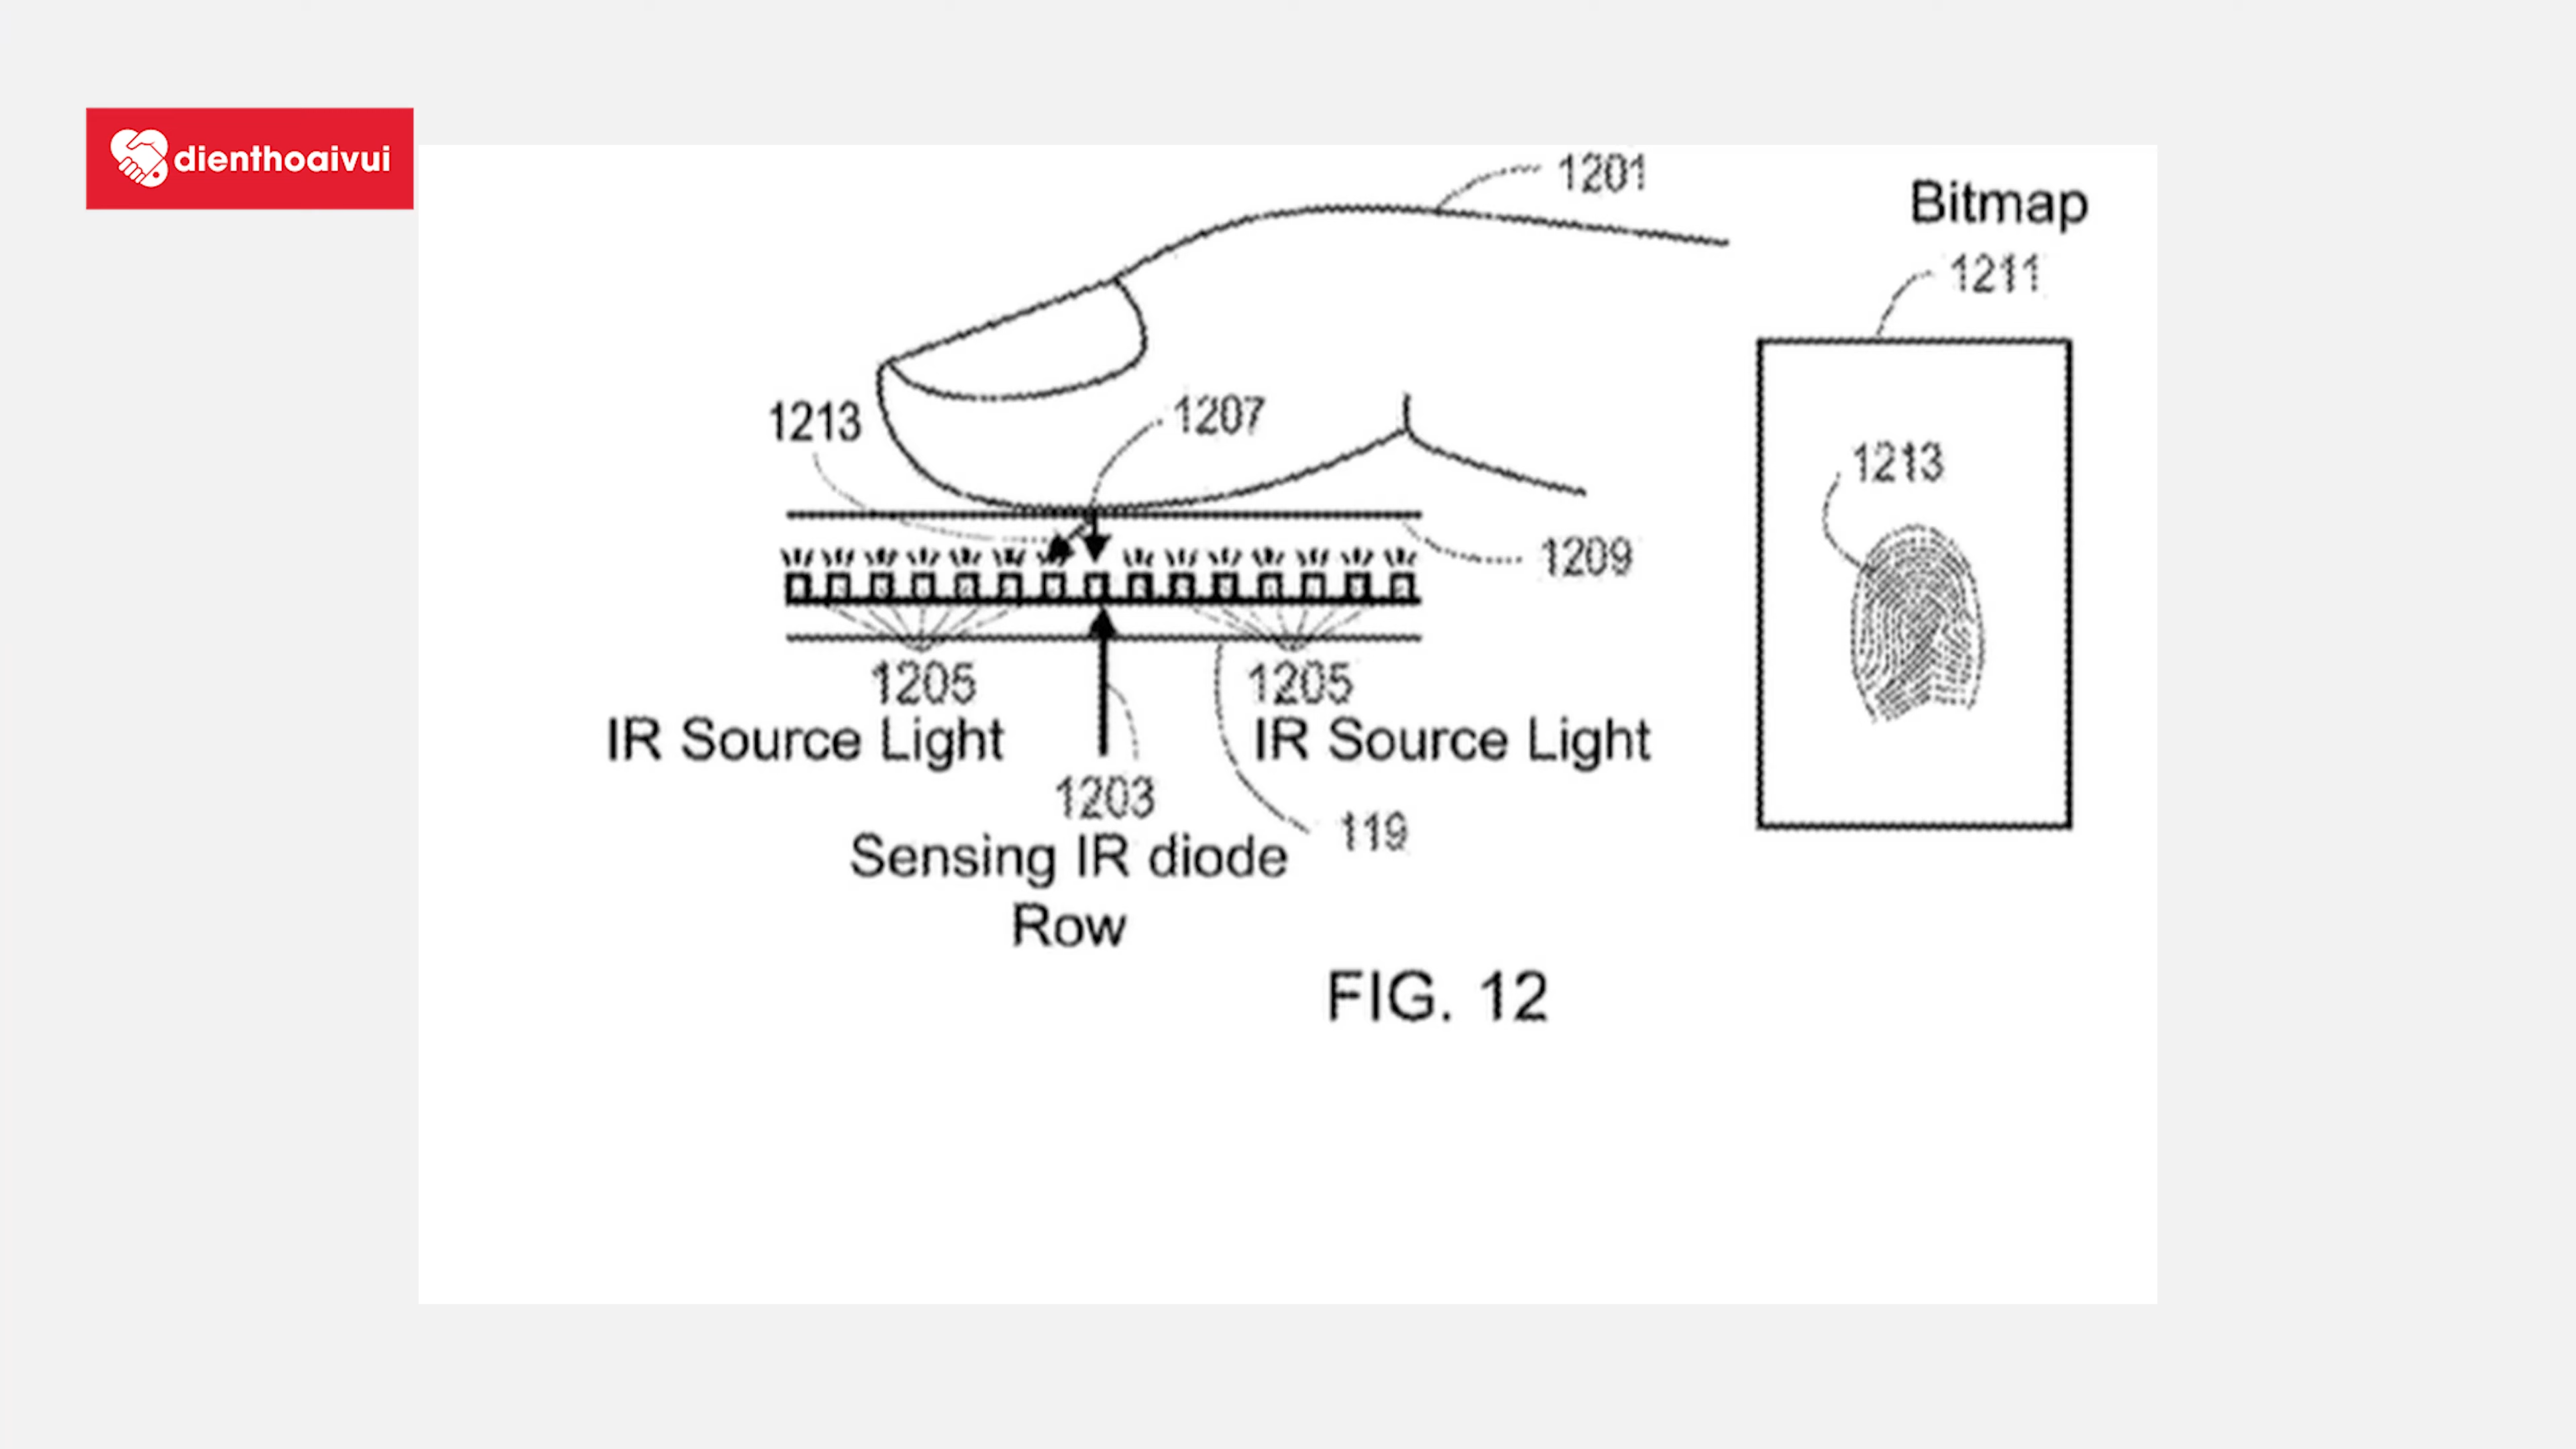 dienthoaivui
1201
Bitmap
1211
1213
1207
1213
1209
1205
1205
IR Source Light
IR Source Light
1203
119
Sensing IR diode
Row
FIG. 12